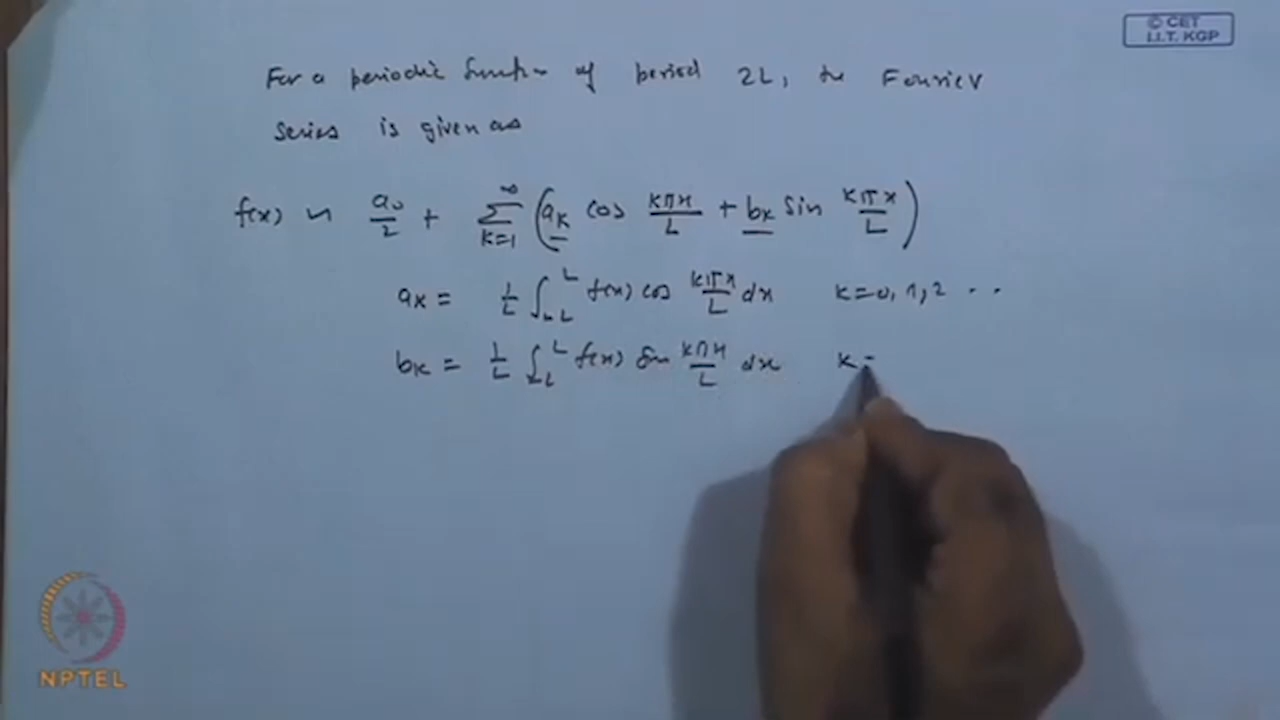 © CET
I.I.T. KGP
For a periodic function of period 2L, the Fourier
Series is given as
f(x) ~ a0/2 + ∑_{k=1}^{∞} (ak cos kπx/L + bk sin kπx/L)
ak = 1/L ∫_{-L}^{L} f(x) cos kπx/L dx k=0,1,2 ..
bk = 1/L ∫_{-L}^{L} f(x) sin kπx/L dx k =
NPTEL